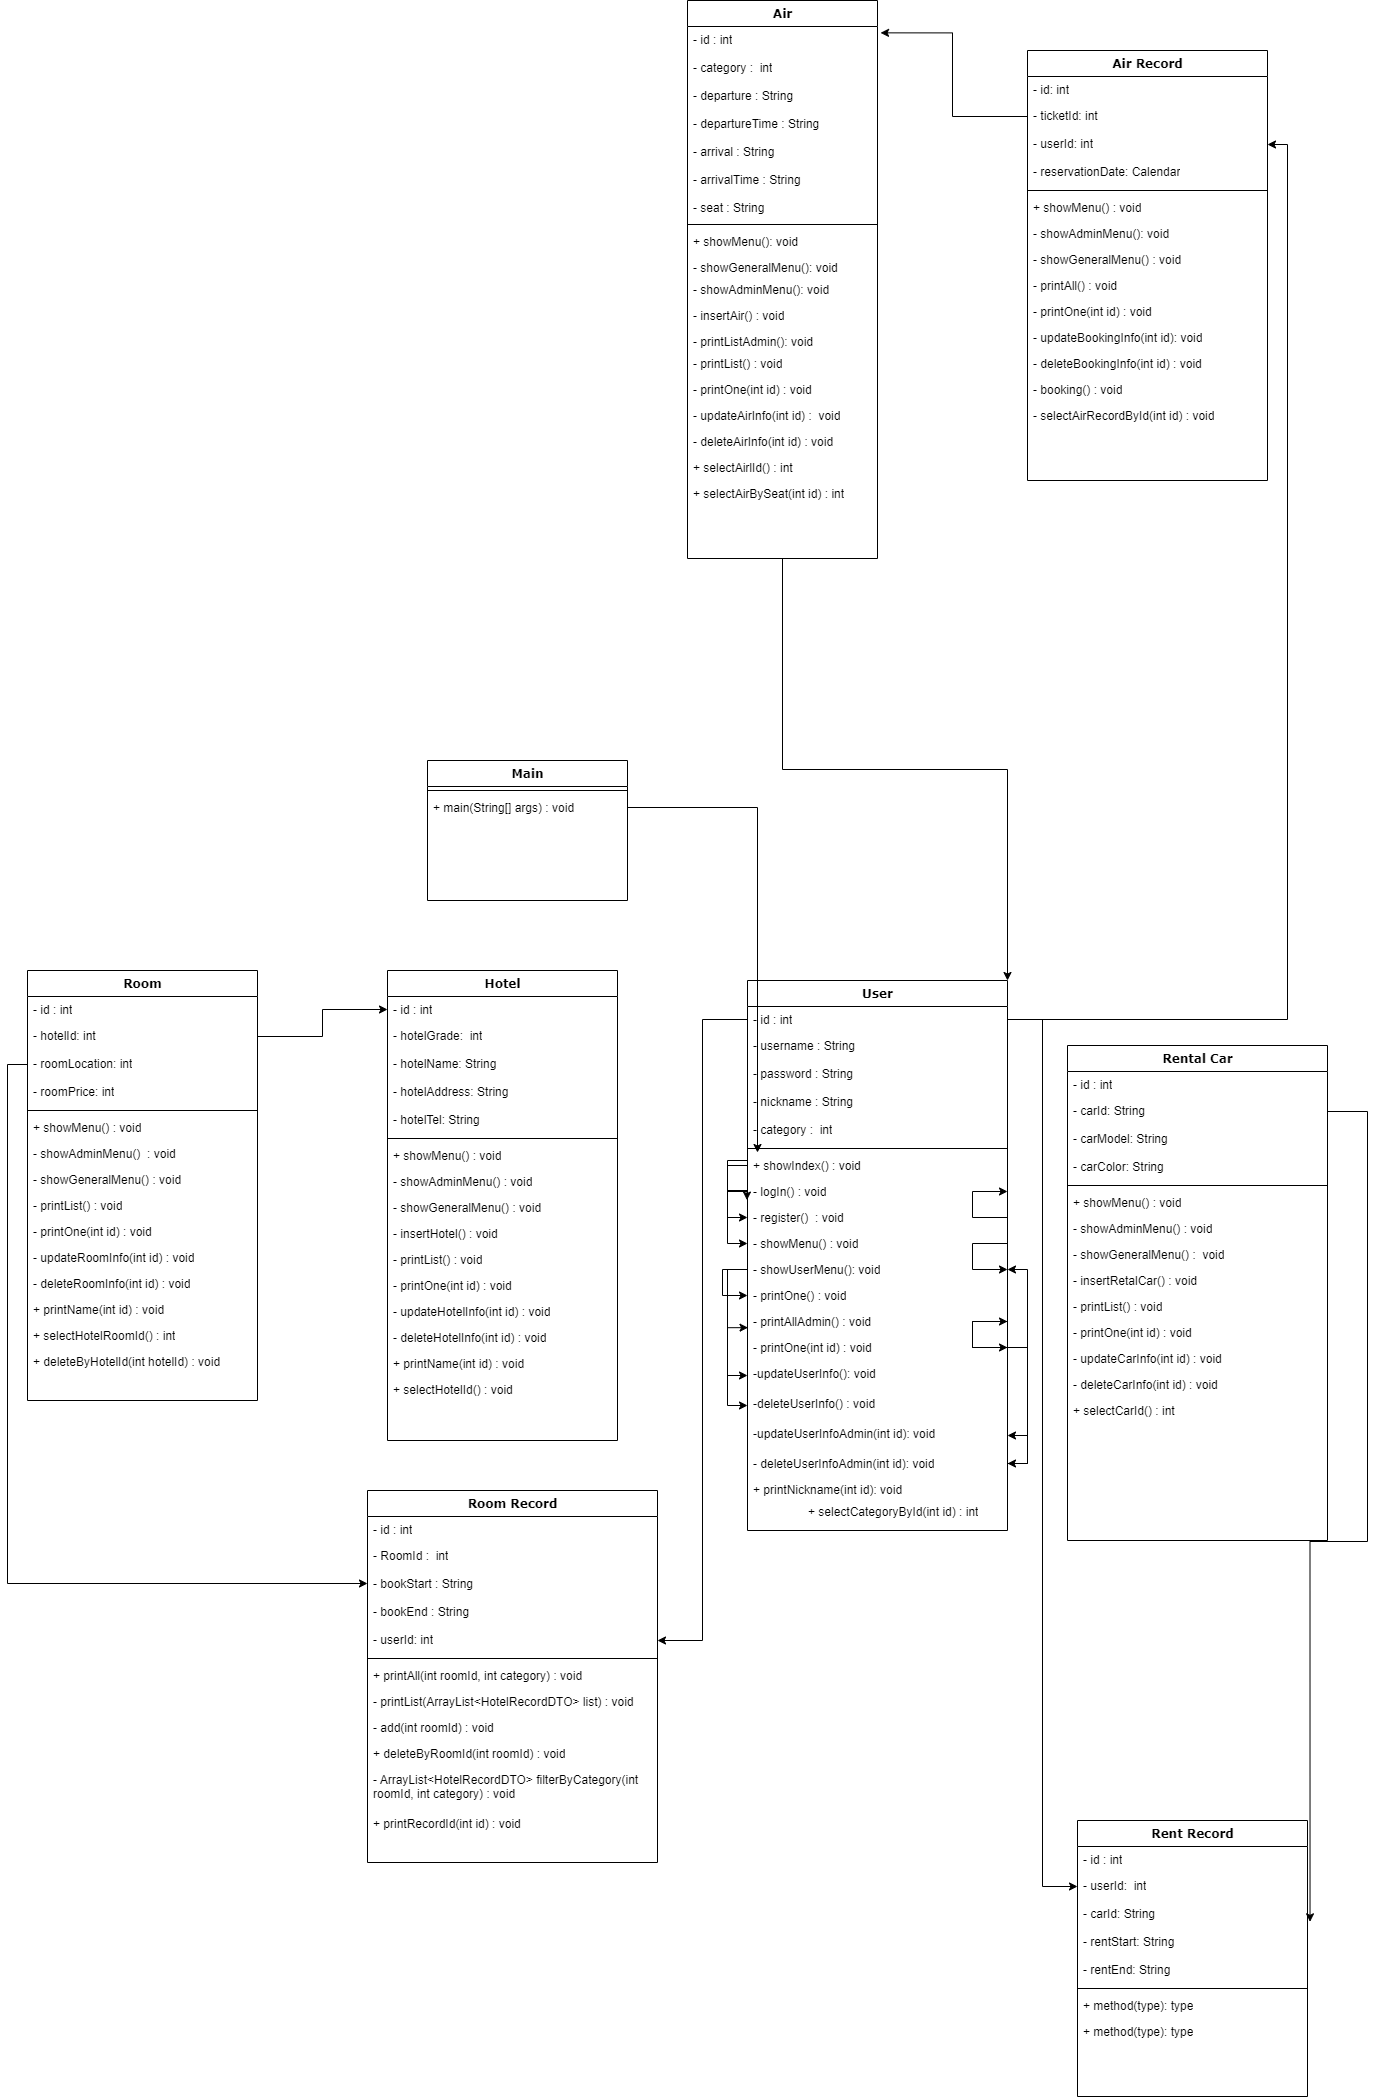 Air
- id : int
- category :  int
- departure : String
- departureTime : String
- arrival : String
- arrivalTime : String
- seat : String
+ showMenu(): void
- showGeneralMenu(): void
- showAdminMenu(): void
- insertAir() : void
- printListAdmin(): void
- printList() : void
- printOne(int id) : void
- updateAirInfo(int id) :  void
- deleteAirInfo(int id) : void
+ selectAirIId() : int
+ selectAirBySeat(int id) : int
Air Record
- id: int
- ticketId: int
- userId: int
- reservationDate: Calendar
+ showMenu() : void
- showAdminMenu(): void
- showGeneralMenu() : void
- printAll() : void
- printOne(int id) : void
- updateBookingInfo(int id): void
- deleteBookingInfo(int id) : void
- booking() : void
- selectAirRecordById(int id) : void
Main
+ main(String[] args) : void
Room
- id : int
- hotelId: int
- roomLocation: int
- roomPrice: int
+ showMenu() : void
- showAdminMenu()  : void
- showGeneralMenu() : void
- printList() : void
- printOne(int id) : void
- updateRoomInfo(int id) : void
- deleteRoomInfo(int id) : void
+ printName(int id) : void
+ selectHotelRoomId() : int
+ deleteByHotelId(int hotelId) : void
Hotel
- id : int
- hotelGrade:  int
- hotelName: String
- hotelAddress: String
- hotelTel: String
+ showMenu() : void
- showAdminMenu() : void
- showGeneralMenu() : void
- insertHotel() : void
- printList() : void
- printOne(int id) : void
- updateHotelInfo(int id) : void
- deleteHotelInfo(int id) : void
+ printName(int id) : void
+ selectHotelId() : void
User
- id : int
- username : String
- password : String
- nickname : String
- category :  int
+ showIndex() : void
- logIn() : void
- register()  : void
- showMenu() : void
- showUserMenu(): void
- printOne() : void
- printAllAdmin() : void
- printOne(int id) : void
-updateUserInfo(): void
-deleteUserInfo() : void
-updateUserInfoAdmin(int id): void
- deleteUserInfoAdmin(int id): void
+ printNickname(int id): void
+ selectCategoryById(int id) : int
Rental Car
- id : int
- carId: String
- carModel: String
- carColor: String
+ showMenu() : void
- showAdminMenu() : void
- showGeneralMenu() :  void
- insertRetalCar() : void
- printList() : void
- printOne(int id) : void
- updateCarInfo(int id) : void
- deleteCarInfo(int id) : void
+ selectCarId() : int
Room Record
- id : int
- RoomId :  int
- bookStart : String
- bookEnd : String
- userId: int
+ printAll(int roomId, int category) : void
- printList(ArrayList<HotelRecordDTO> list) : void
- add(int roomId) : void
+ deleteByRoomId(int roomId) : void
- ArrayList<HotelRecordDTO> filterByCategory(int
roomId, int category) : void
+ printRecordId(int id) : void
Rent Record
- id : int
- userId:  int
- carId: String
- rentStart: String
- rentEnd: String
+ method(type): type
+ method(type): type